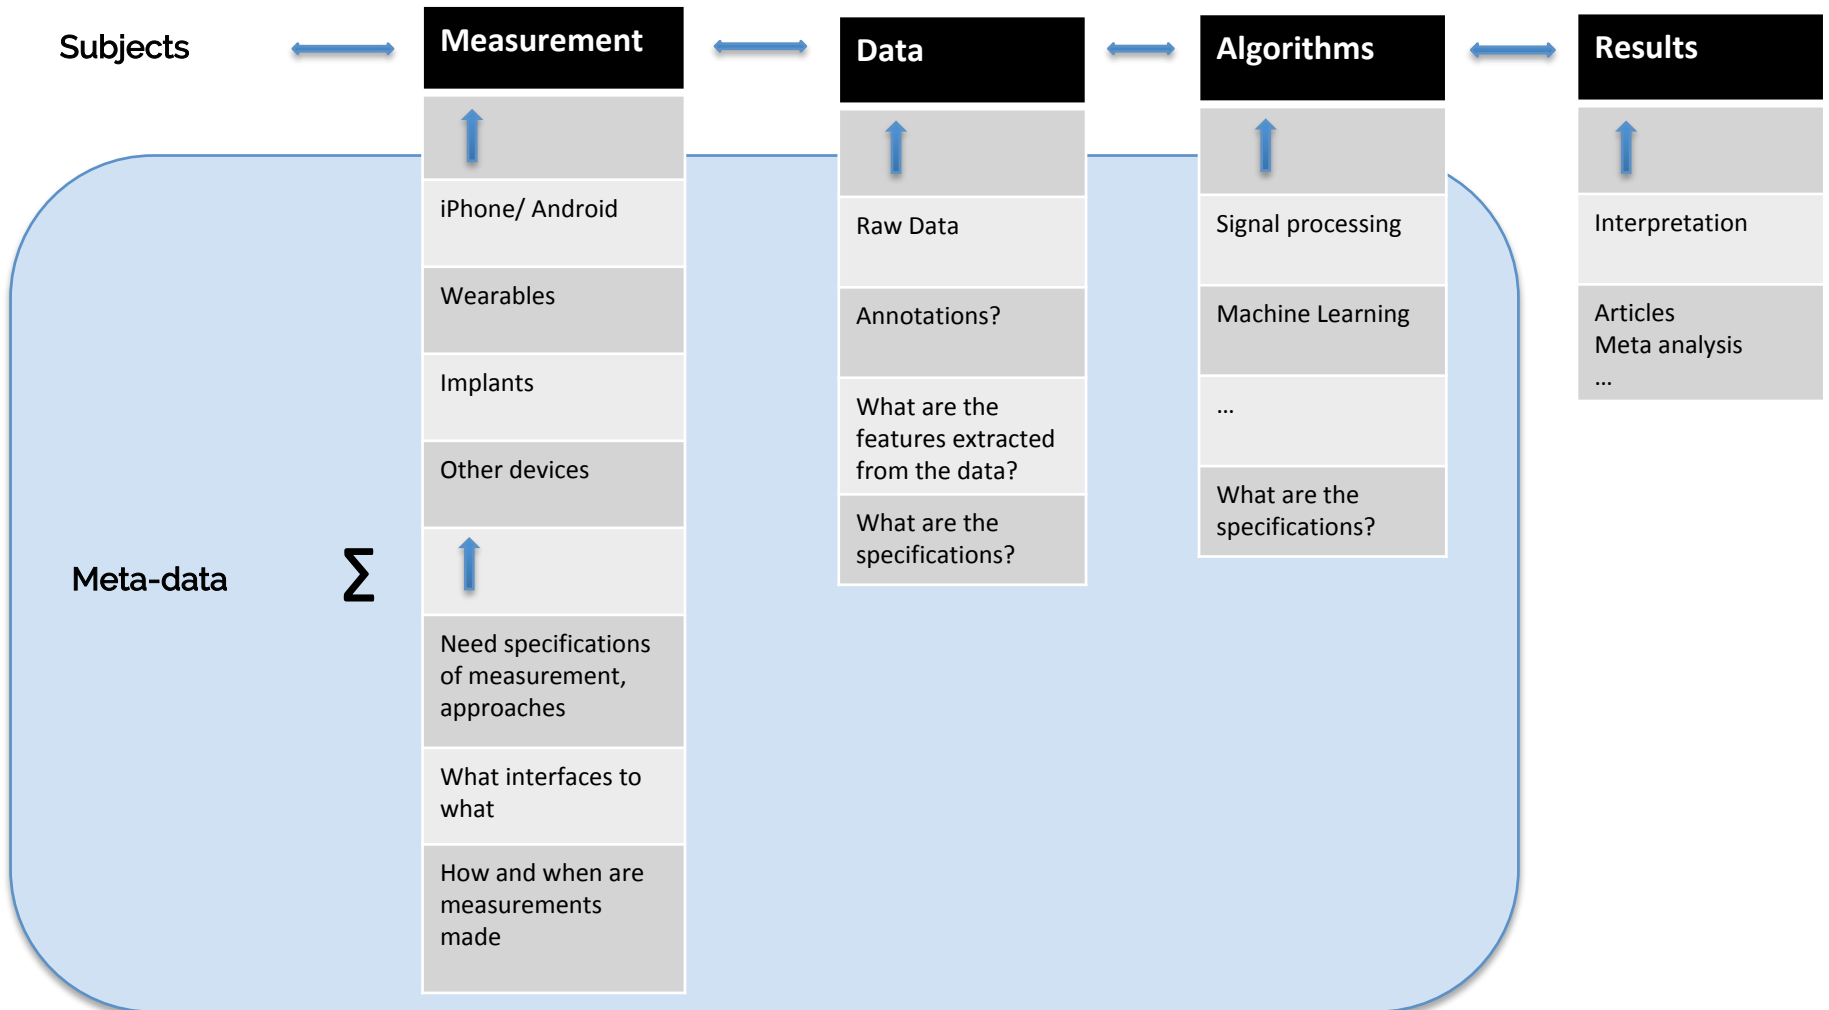 Subjects
Measurement
Data
Algorithms
Results
iPhone/ Android
Wearables
Implants
Other devices
Need specifications
of measurement,
approaches
What interfaces to
what
How and when are
measurements
made
Raw Data
Annotations?
What are the
features extracted
from the data?
What are the
specifications?
Signal processing
Machine Learning
...
What are the
specifications?
Interpretation
Articles
Meta analysis
...
Meta-data
Σ